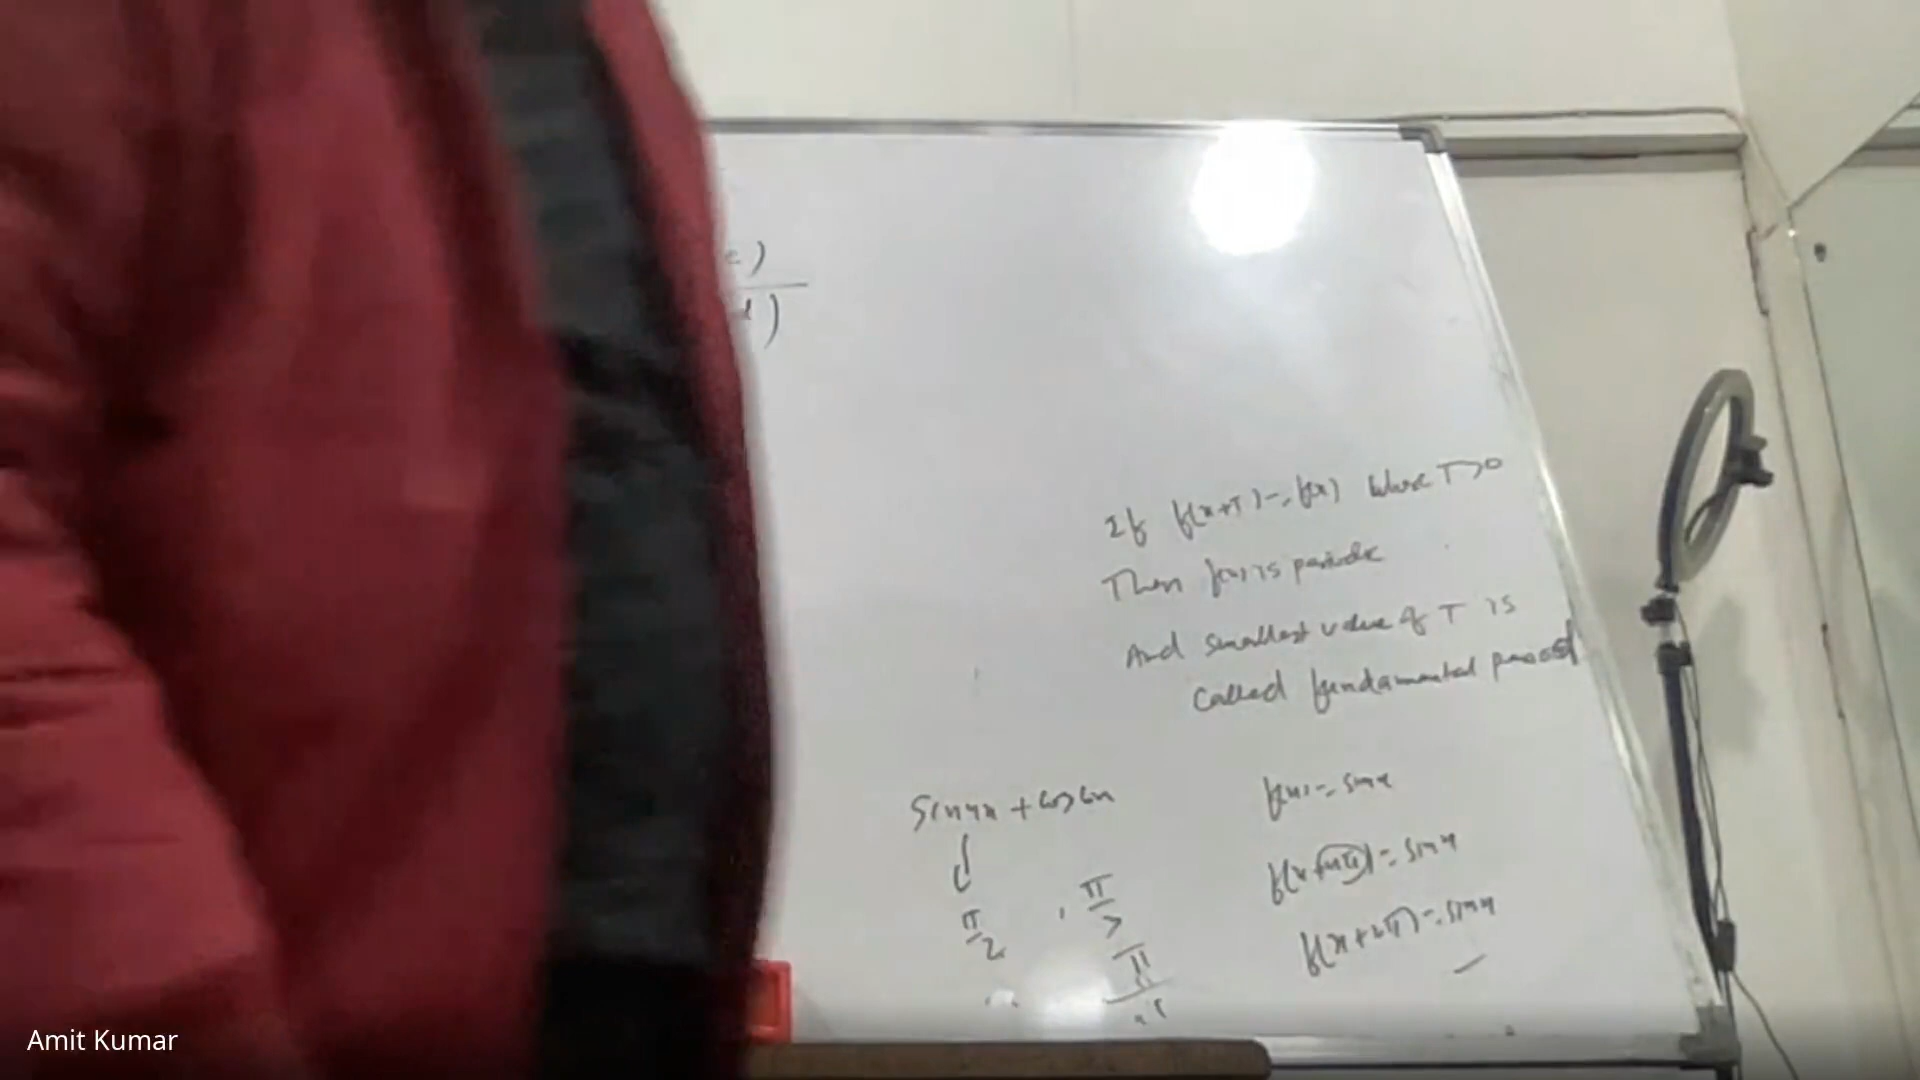 )
)
If f(x+T) = f(x) where T>0
Then f(x) is periodic
And smallest value of T is
Called fundamental period
Sin4x + Cos6x
f(x) = sinx
f(x+4π) = sinx
π/2 , π/3
f(x+2π) = sinx
π
Amit Kumar